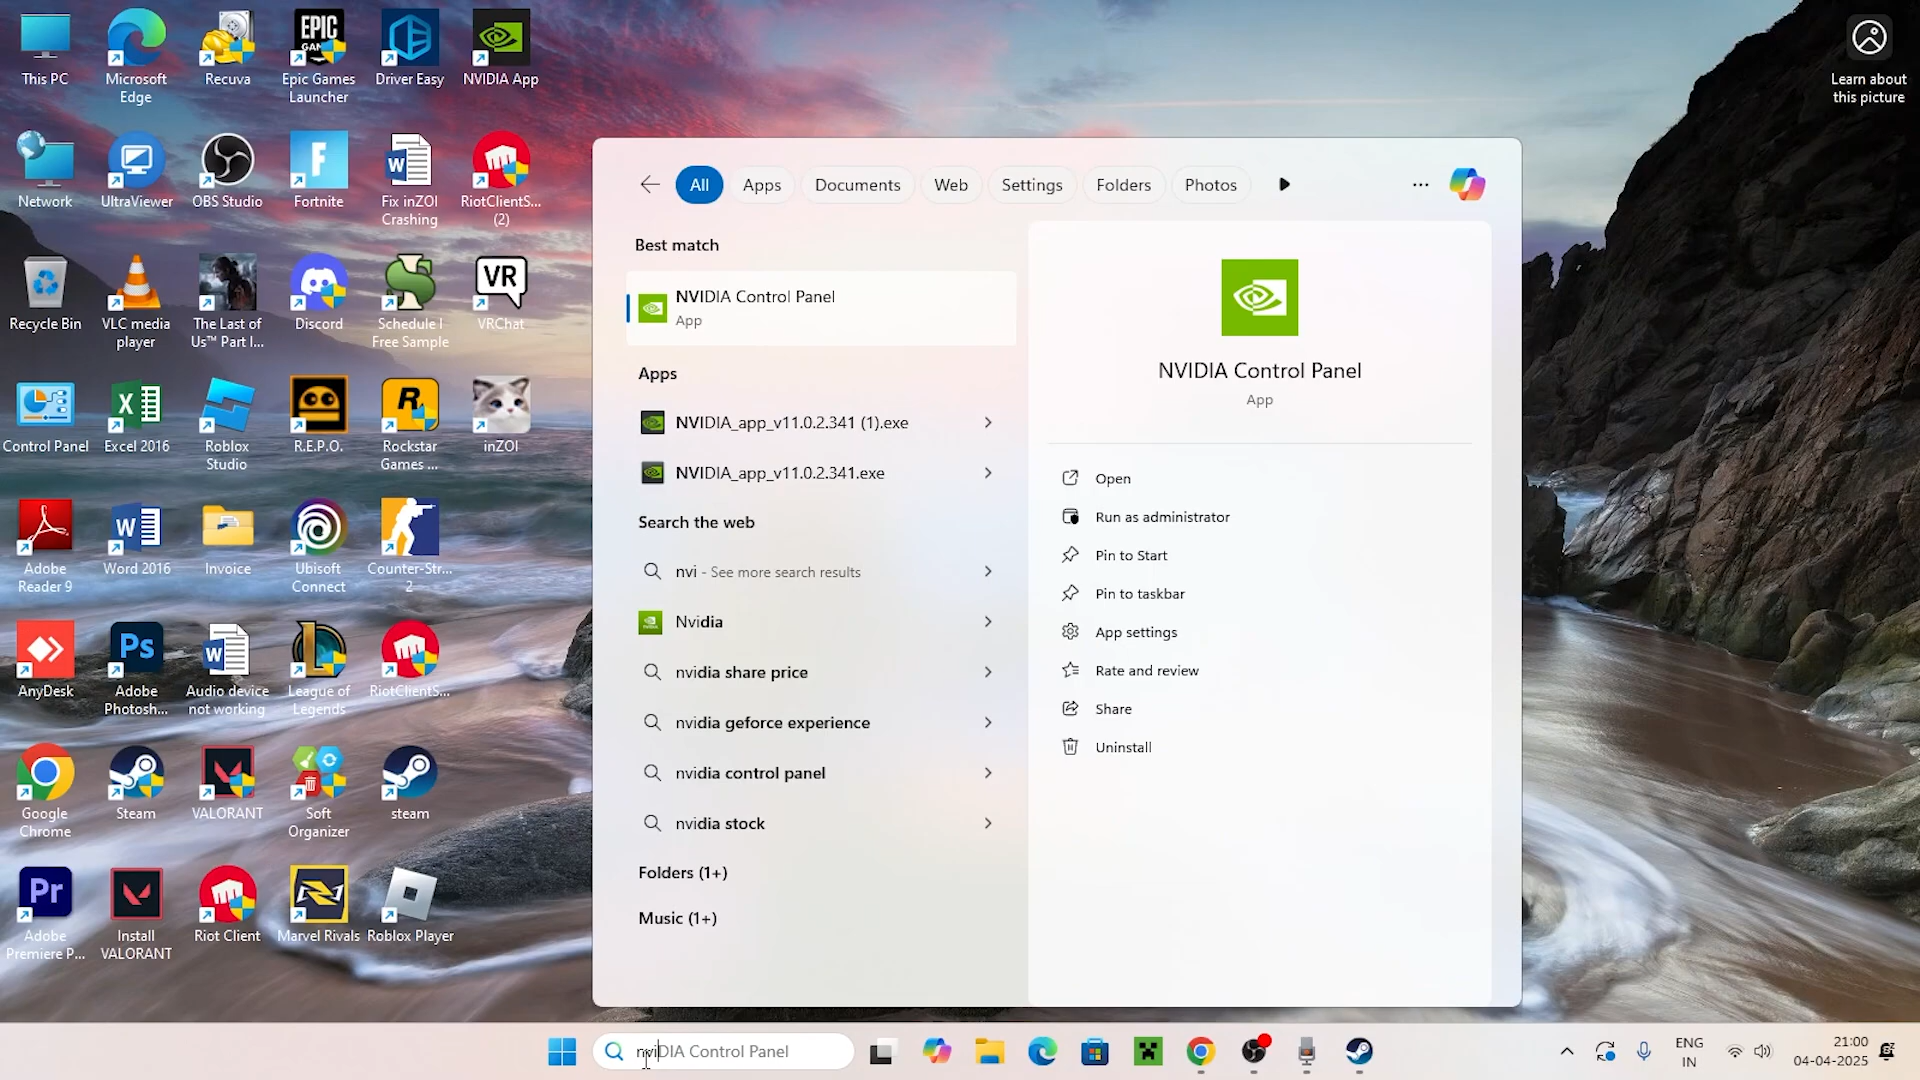 This PC
Microsoft
Edge
Recuva
EPIC
GAMES
Epic Games
Launcher
Driver Easy
NVIDIA App
Learn about
this picture
Network
UltraViewer
OBS Studio
F
Fortnite
W
Fix inZOI
Crashing
RiotClientS...
(2)
Recycle Bin
VLC media
player
The Last of
Us™ Part I...
Discord
Schedule I
Free Sample
VR
VRChat
Control Panel
X
Excel 2016
Roblox
Studio
R.E.P.O.
R
Rockstar
Games ...
inZOI
Adobe
Reader 9
W
Word 2016
Invoice
Ubisoft
Connect
Counter-Str...
2
AnyDesk
Ps
Adobe
Photosh...
W
Audio device
not working
League of
Legends
RiotClientS...
Google
Chrome
Steam
VALORANT
Soft
Organizer
steam
Pr
Adobe
Premiere P...
Install
VALORANT
Riot Client
Marvel Rivals
Roblox Player
All
Apps
Documents
Web
Settings
Folders
Photos
...
Best match
NVIDIA Control Panel
App
Apps
NVIDIA_app_v11.0.2.341 (1).exe
NVIDIA_app_v11.0.2.341.exe
Search the web
nvi - See more search results
Nvidia
nvidia share price
nvidia geforce experience
nvidia control panel
nvidia stock
Folders (1+)
Music (1+)
NVIDIA Control Panel
App
Open
Run as administrator
Pin to Start
Pin to taskbar
App settings
Rate and review
Share
Uninstall
nviDIA Control Panel
ENG
IN
21:00
04-04-2025